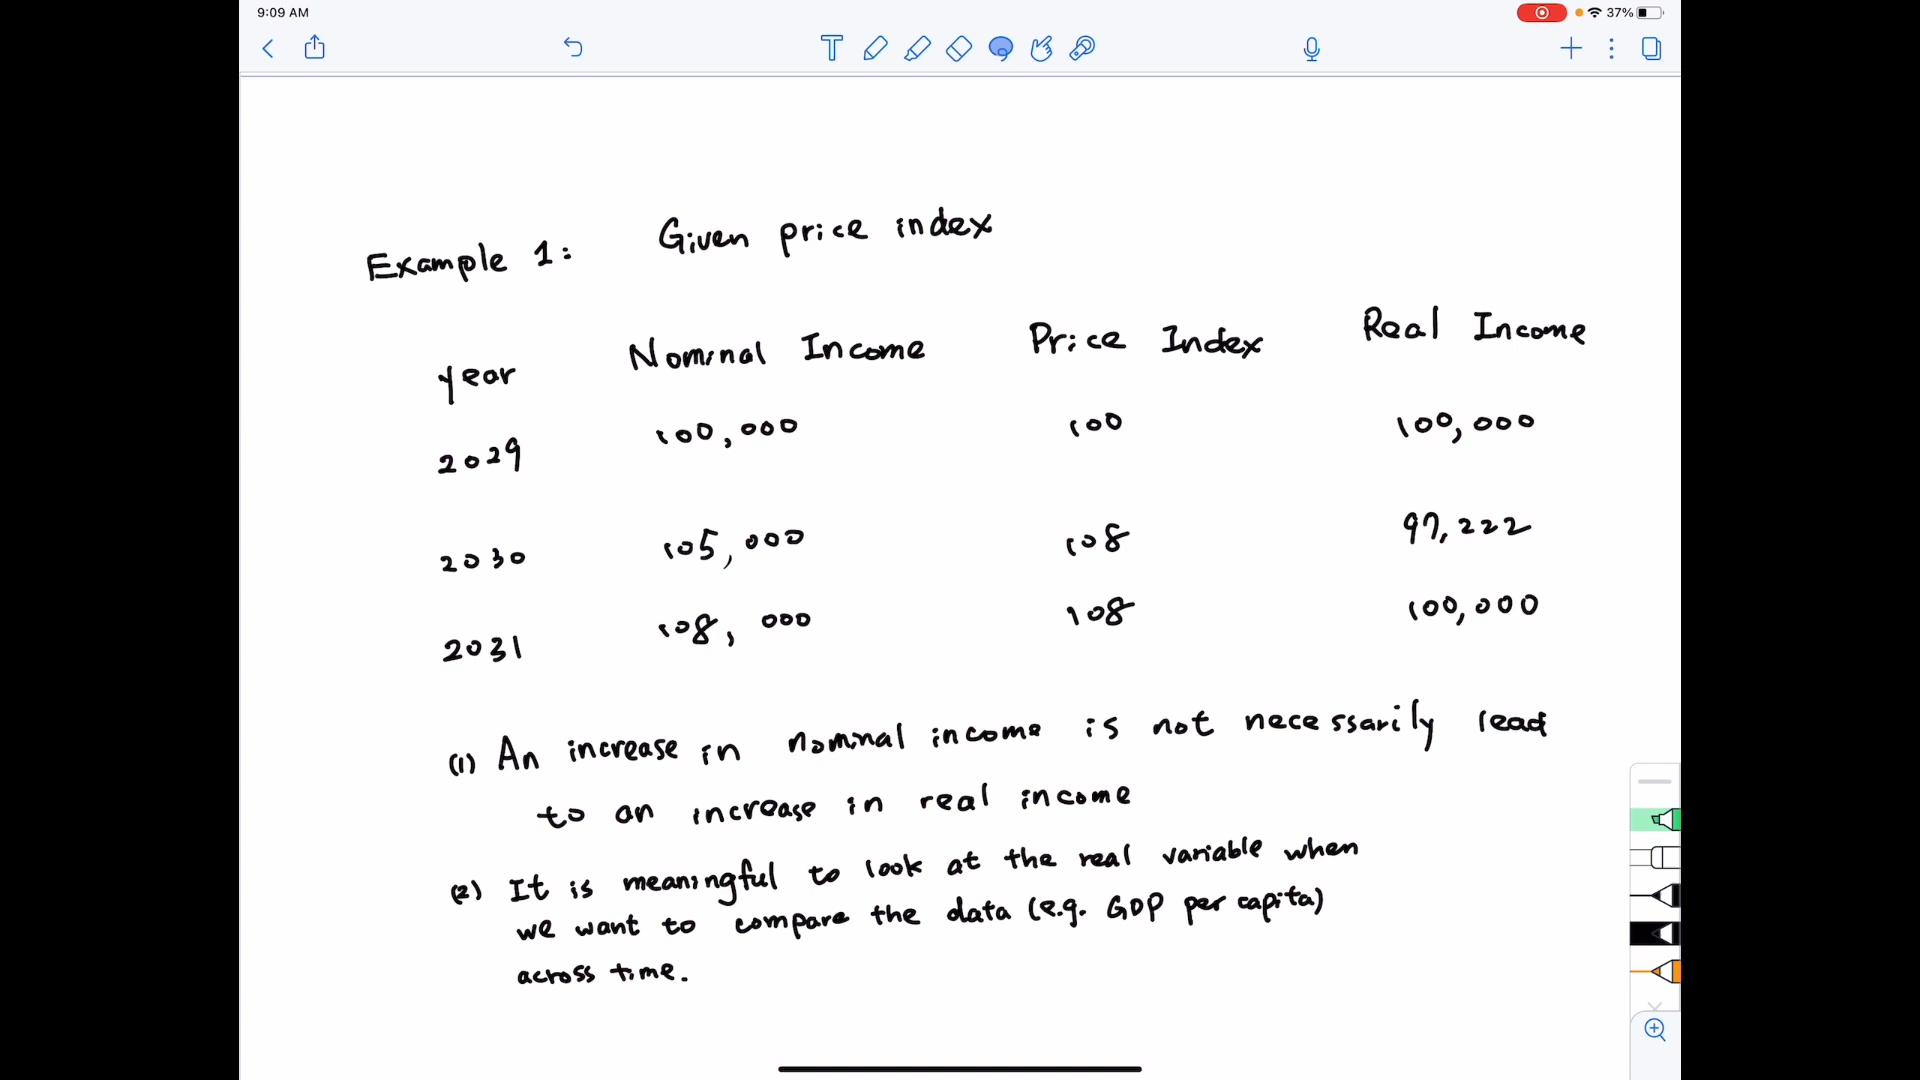 9:09 AM
37%
Example 1: Given price index
year Nominal Income Price Index Real Income
2029 100,000 100 100,000
2030 105,000 108 97,222
2031 108,000 108 100,000
(1) An increase in nominal income is not necessarily lead
to an increase in real income
(2) It is meaningful to look at the real variable when
we want to compare the data (e.g. GDP per capita)
across time.